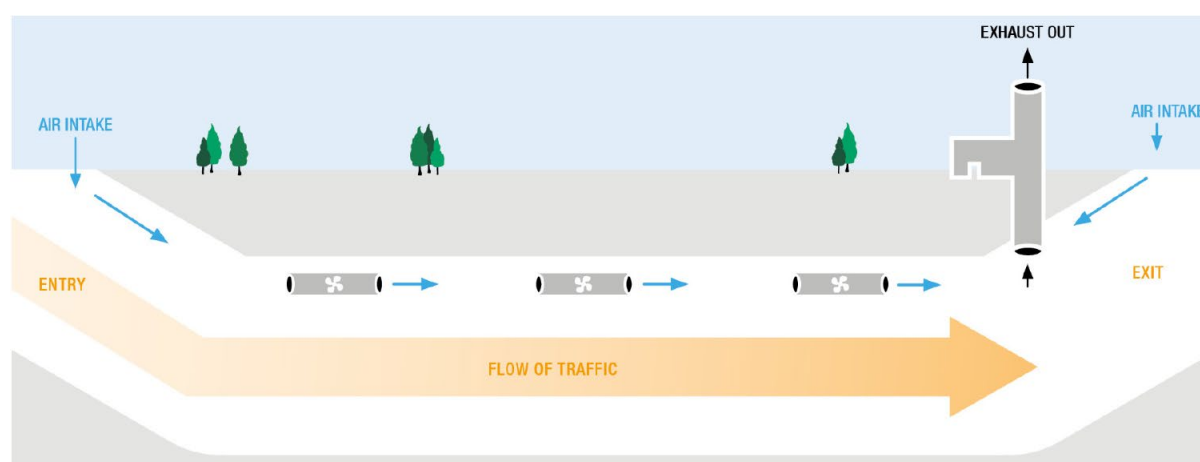 EXHAUST OUT
AIR INTAKE
AIR INTAKE
ENTRY
EXIT
FLOW OF TRAFFIC